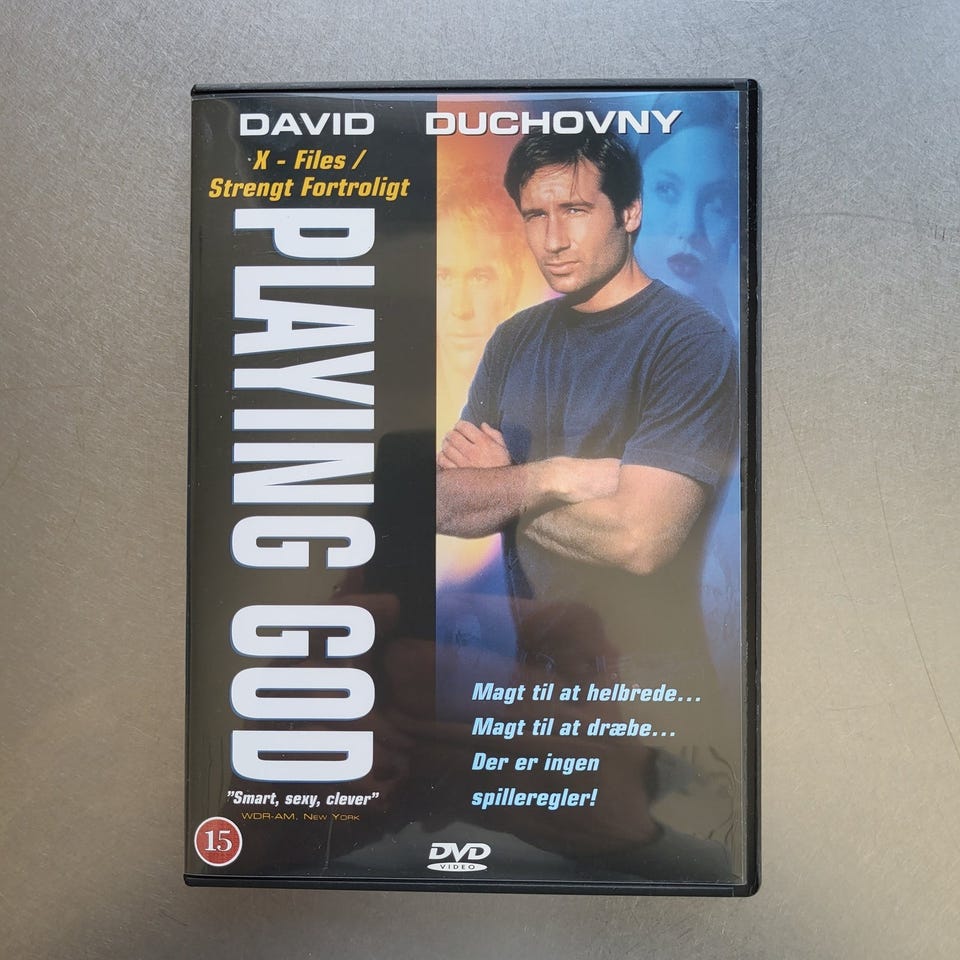 DAVID DUCHOVNY
X - Files /
Strengt Fortroligt
PLAYING GOD
Magt til at helbrede...
Magt til at dræbe...
Der er ingen
spilleregler!
"Smart, sexy, clever"
WDR-AM, New York
15
DVD
VIDEO